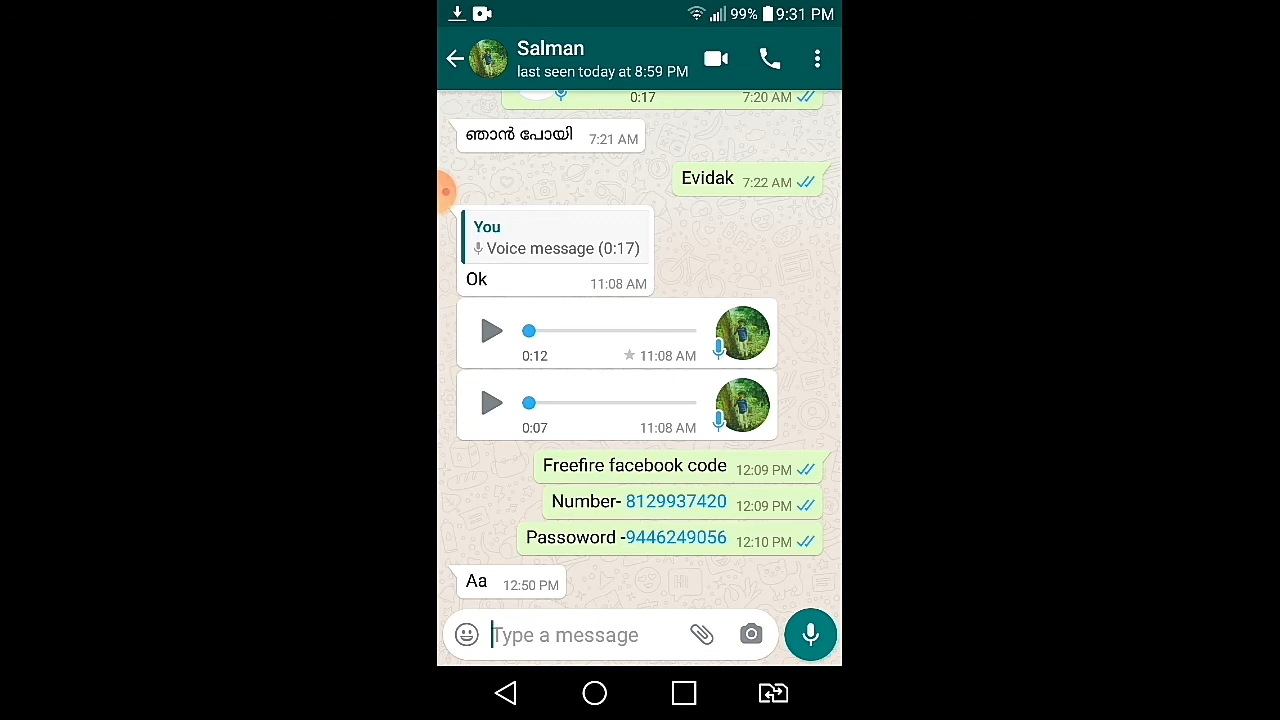 99% 9:31 PM
Salman
last seen today at 8:59 PM
0:17 7:20 AM
ഞാൻ പോയി 7:21 AM
Evidak 7:22 AM
You
Voice message (0:17)
Ok 11:08 AM
0:12 11:08 AM
0:07 11:08 AM
Freefire facebook code 12:09 PM
Number- 8129937420 12:09 PM
Passoword -9446249056 12:10 PM
Aa 12:50 PM
Type a message